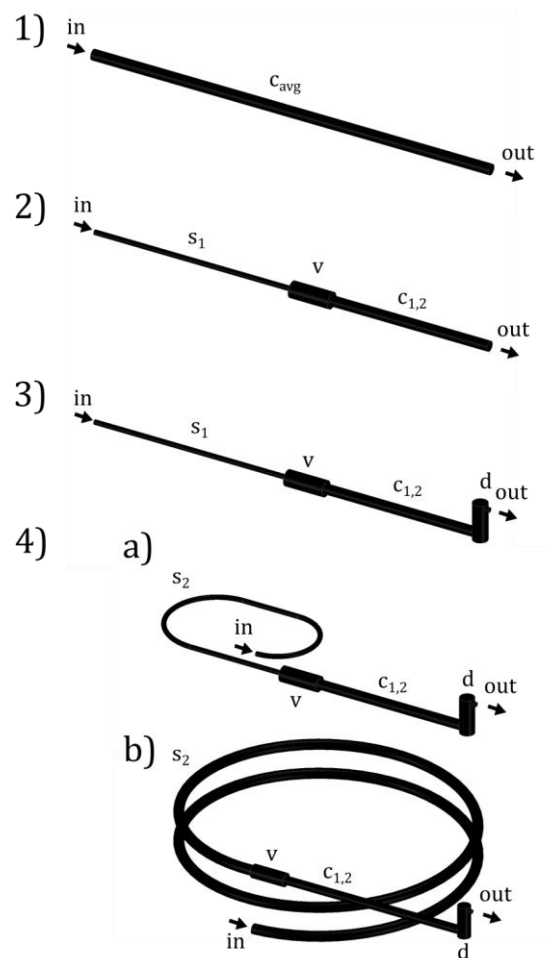 1)
in
c_avg
out
2)
in
s_1
v
c_1,2
out
3)
in
s_1
v
c_1,2
d
out
4)
a)
s_2
in
v
c_1,2
d
out
b)
s_2
v
c_1,2
in
out
d